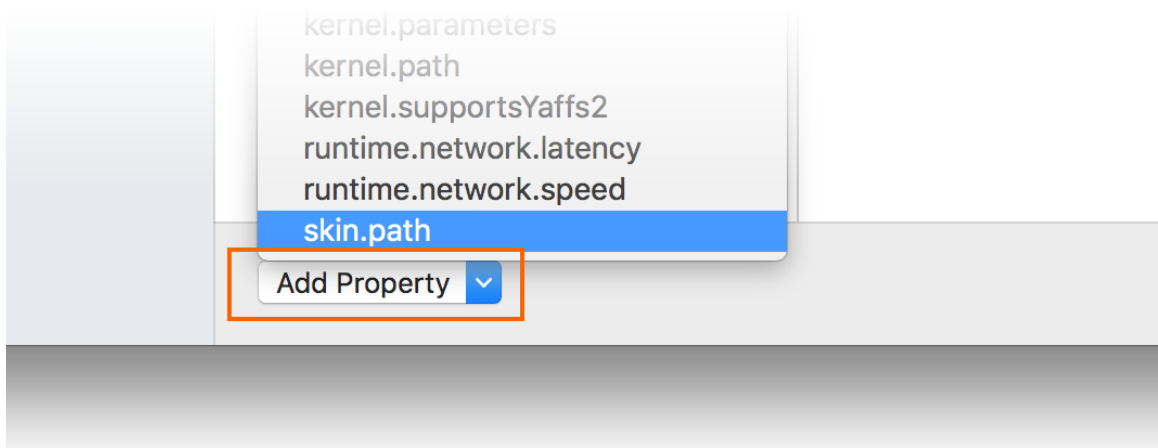 kernel.parameters
kernel.path
kernel.supportsYaffs2
runtime.network.latency
runtime.network.speed
skin.path
Add Property